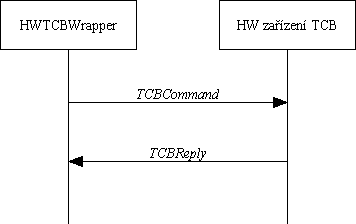 HWTCBWrapper
HW zařízení TCB
TCBCommand
TCBReply